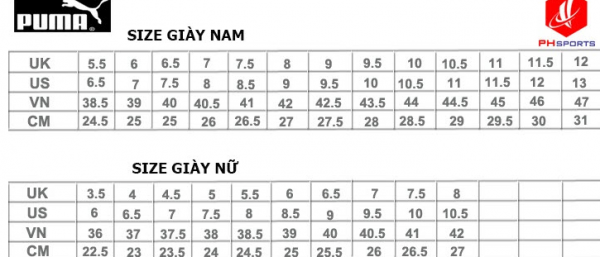 PUMA
SIZE GIÀY NAM
PHSPORTS
UK 5.5 6 6.5 7 7.5 8 9 9.5 10 10.5 11 11.5 12
US 6.5 7 7.5 8 8.5 9 9.5 10 10.5 11 11.5 12 13
VN 38.5 39 40 40.5 41 42 42.5 43.5 44 44.5 45 46 47
CM 24.5 25 25 26 26.5 27 27.5 28 28.5 29 29.5 30 31
SIZE GIÀY NỮ
UK 3.5 4 4.5 5 5.5 6 6.5 7 7.5 8
US 6 6.5 7 7.5 8 8.5 9 9.5 10 10.5
VN 36 37 37.5 38 38.5 39 40 40.5 41 42
CM 22.5 23 23.5 24 24.5 25 25.5 26 26.5 27